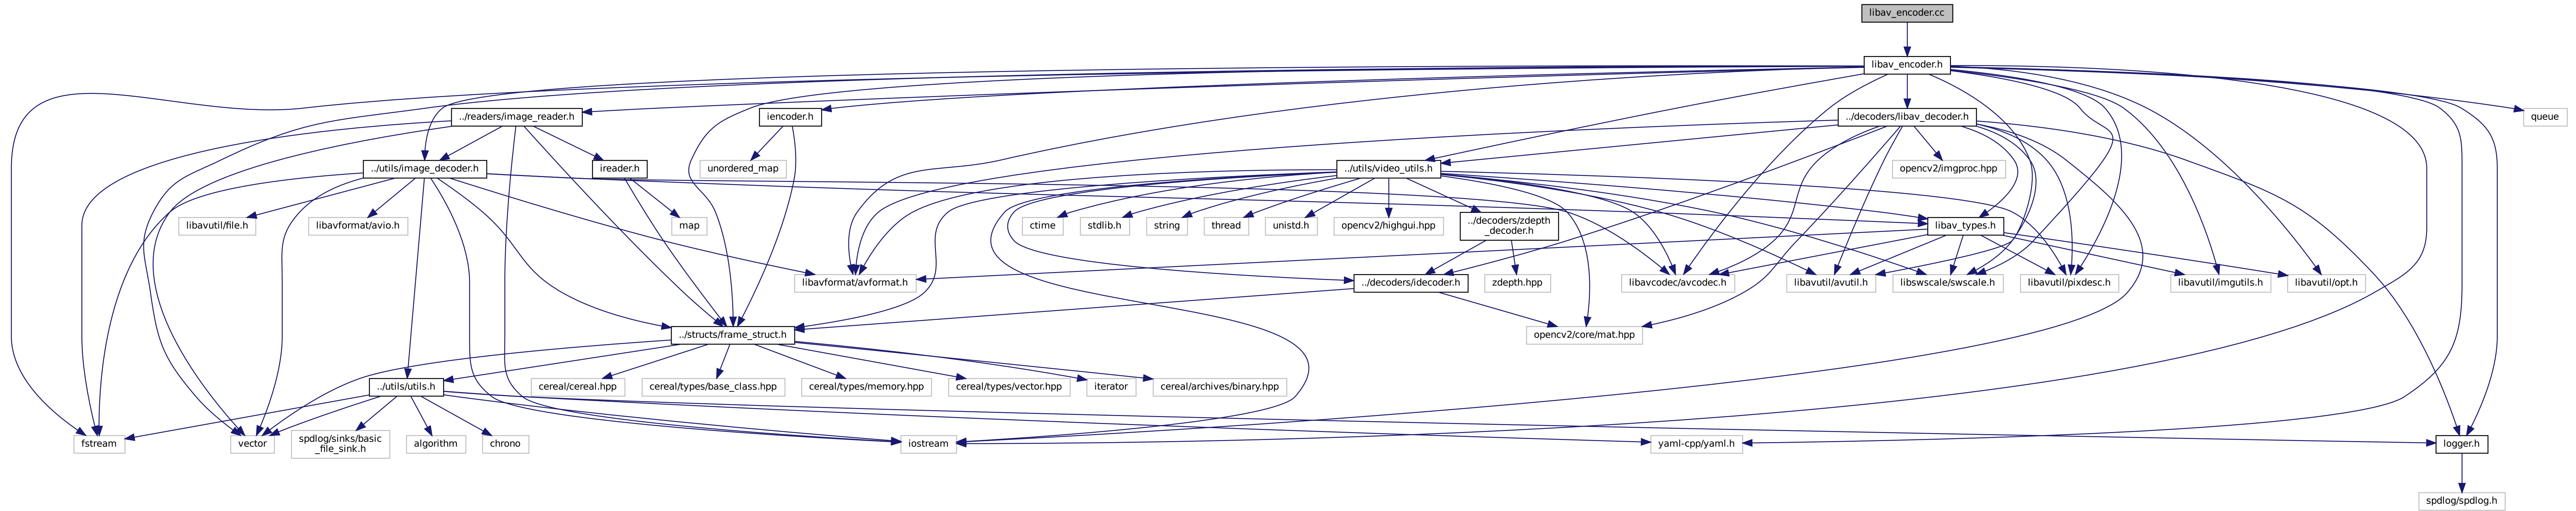 libav_encoder.cc
libav_encoder.h
../readers/image_reader.h
iencoder.h
../decoders/libav_decoder.h
queue
../utils/image_decoder.h
ireader.h
unordered_map
../utils/video_utils.h
opencv2/imgproc.hpp
libavutil/file.h
libavformat/avio.h
map
ctime
stdlib.h
string
thread
unistd.h
opencv2/highgui.hpp
../decoders/zdepth
_decoder.h
libav_types.h
libavformat/avformat.h
../decoders/idecoder.h
zdepth.hpp
libavcodec/avcodec.h
libavutil/avutil.h
libswscale/swscale.h
libavutil/pixdesc.h
libavutil/imgutils.h
libavutil/opt.h
../structs/frame_struct.h
opencv2/core/mat.hpp
../utils/utils.h
cereal/cereal.hpp
cereal/types/base_class.hpp
cereal/types/memory.hpp
cereal/types/vector.hpp
iterator
cereal/archives/binary.hpp
fstream
vector
spdlog/sinks/basic
_file_sink.h
algorithm
chrono
iostream
yaml-cpp/yaml.h
logger.h
spdlog/spdlog.h